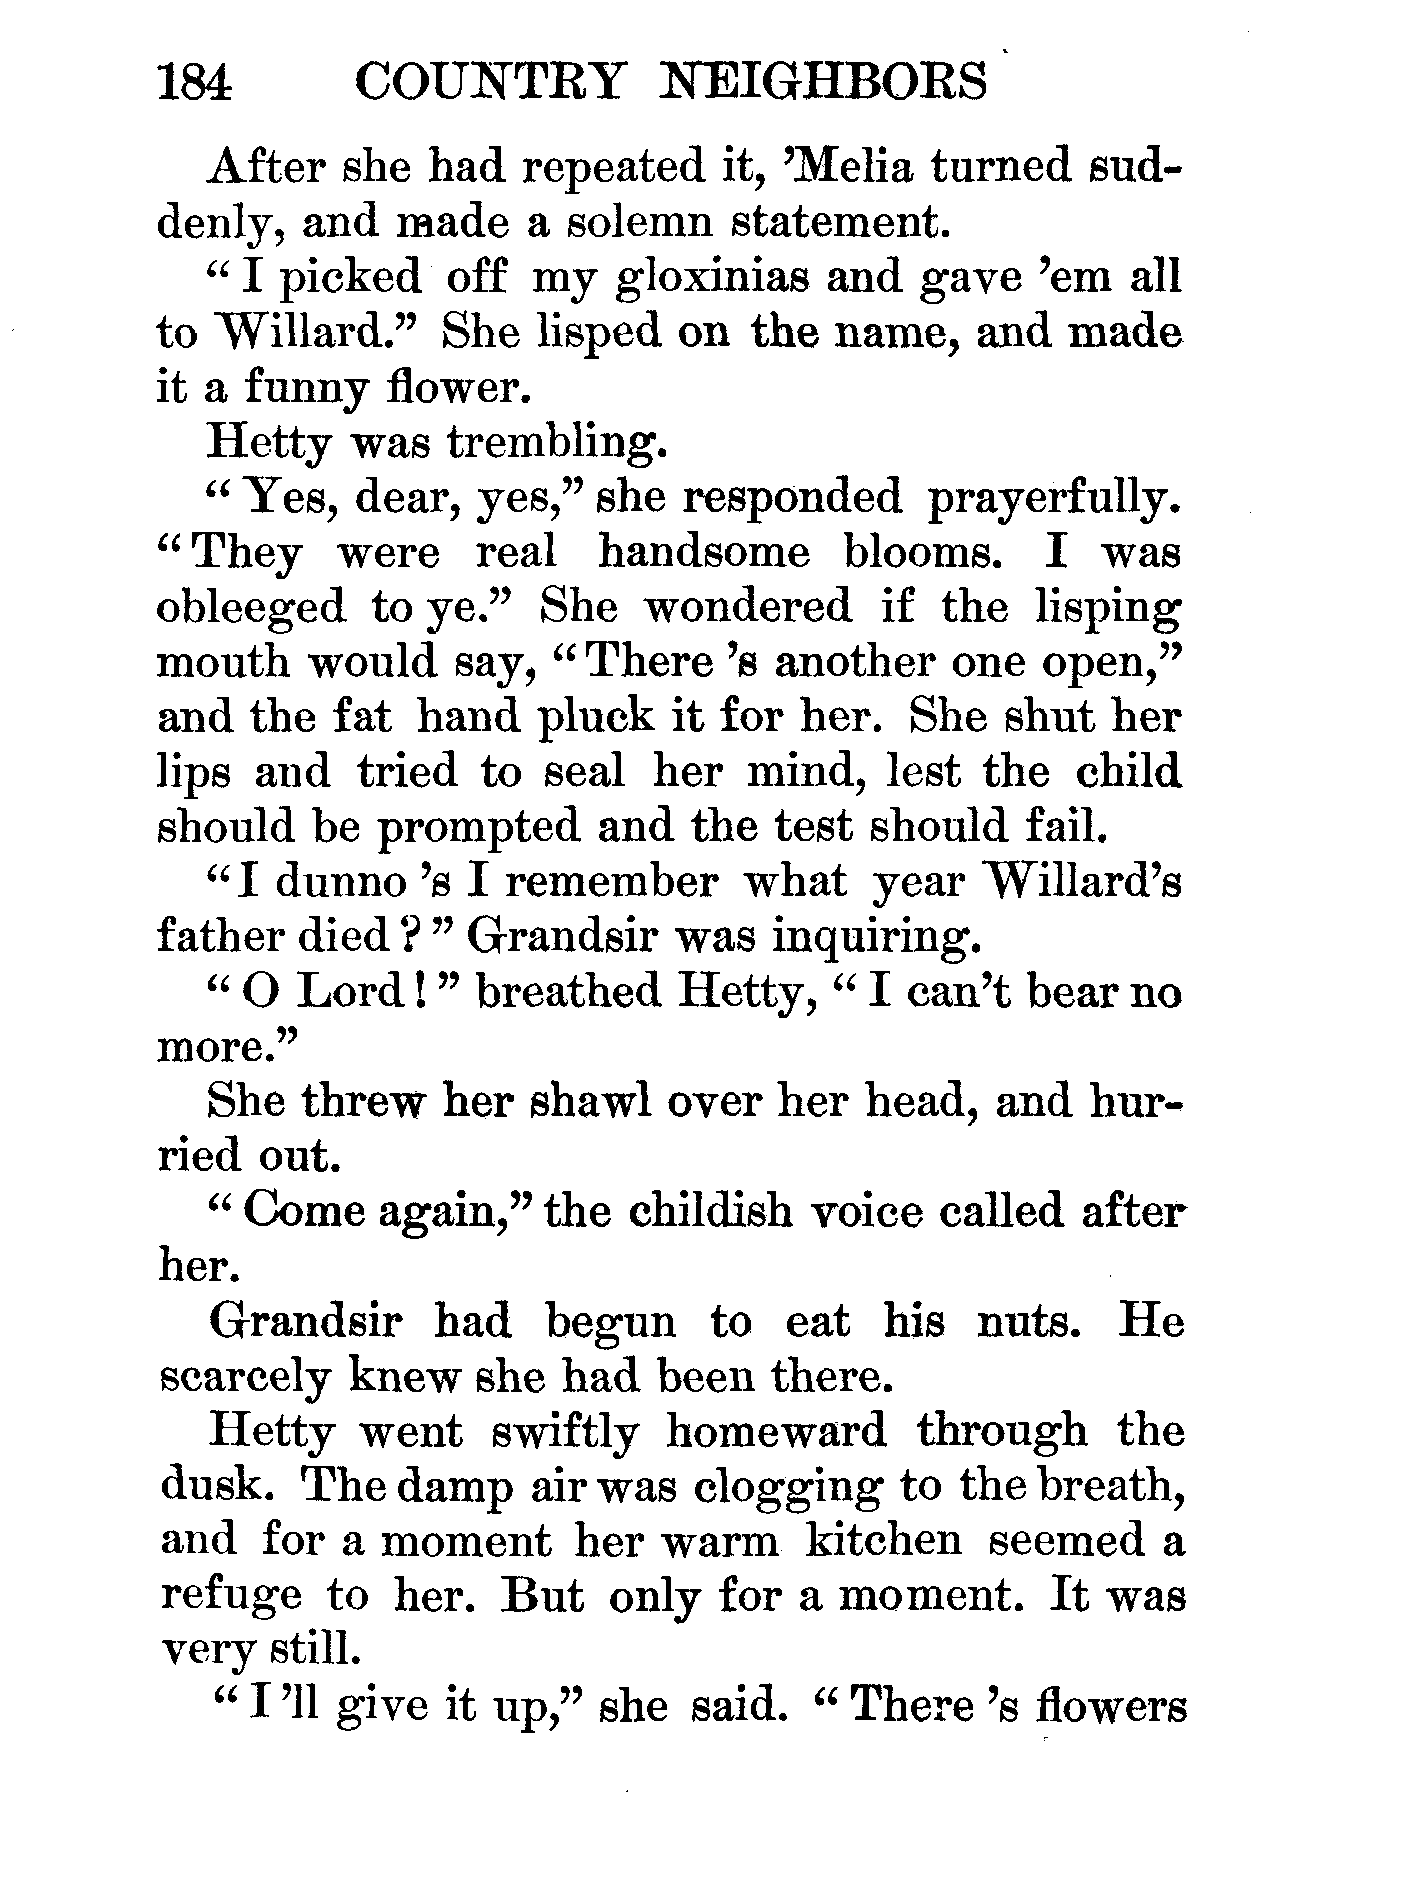 184 COUNTRY NEIGHBORS
After she had repeated it, ’Melia turned sud-
denly, and made a solemn statement.
“ I picked off my gloxinias and gave ’em all
to Willard.” She lisped on the name, and made
it a funny flower.
Hetty was trembling.
“ Yes, dear, yes,” she responded prayerfully.
“ They were real handsome blooms. I was
obleeged to ye.” She wondered if the lisping
mouth would say, “ There ’s another one open,”
and the fat hand pluck it for her. She shut her
lips and tried to seal her mind, lest the child
should be prompted and the test should fail.
“ I dunno ’s I remember what year Willard’s
father died ? ” Grandsir was inquiring.
“ O Lord ! ” breathed Hetty, “ I can’t bear no
more.”
She threw her shawl over her head, and hur-
ried out.
“ Come again,” the childish voice called after
her.
Grandsir had begun to eat his nuts. He
scarcely knew she had been there.
Hetty went swiftly homeward through the
dusk. The damp air was clogging to the breath,
and for a moment her warm kitchen seemed a
refuge to her. But only for a moment. It was
very still.
“ I ’ll give it up,” she said. “ There ’s flowers